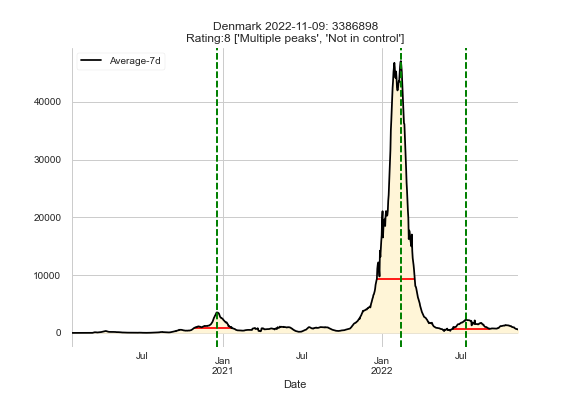 Denmark 2022-11-09: 3386898
Rating:8 ['Multiple peaks', 'Not in control']
Average-7d
40000
30000
20000
10000
0
Jul
Jan
2021
Jul
Jan
2022
Jul
Date